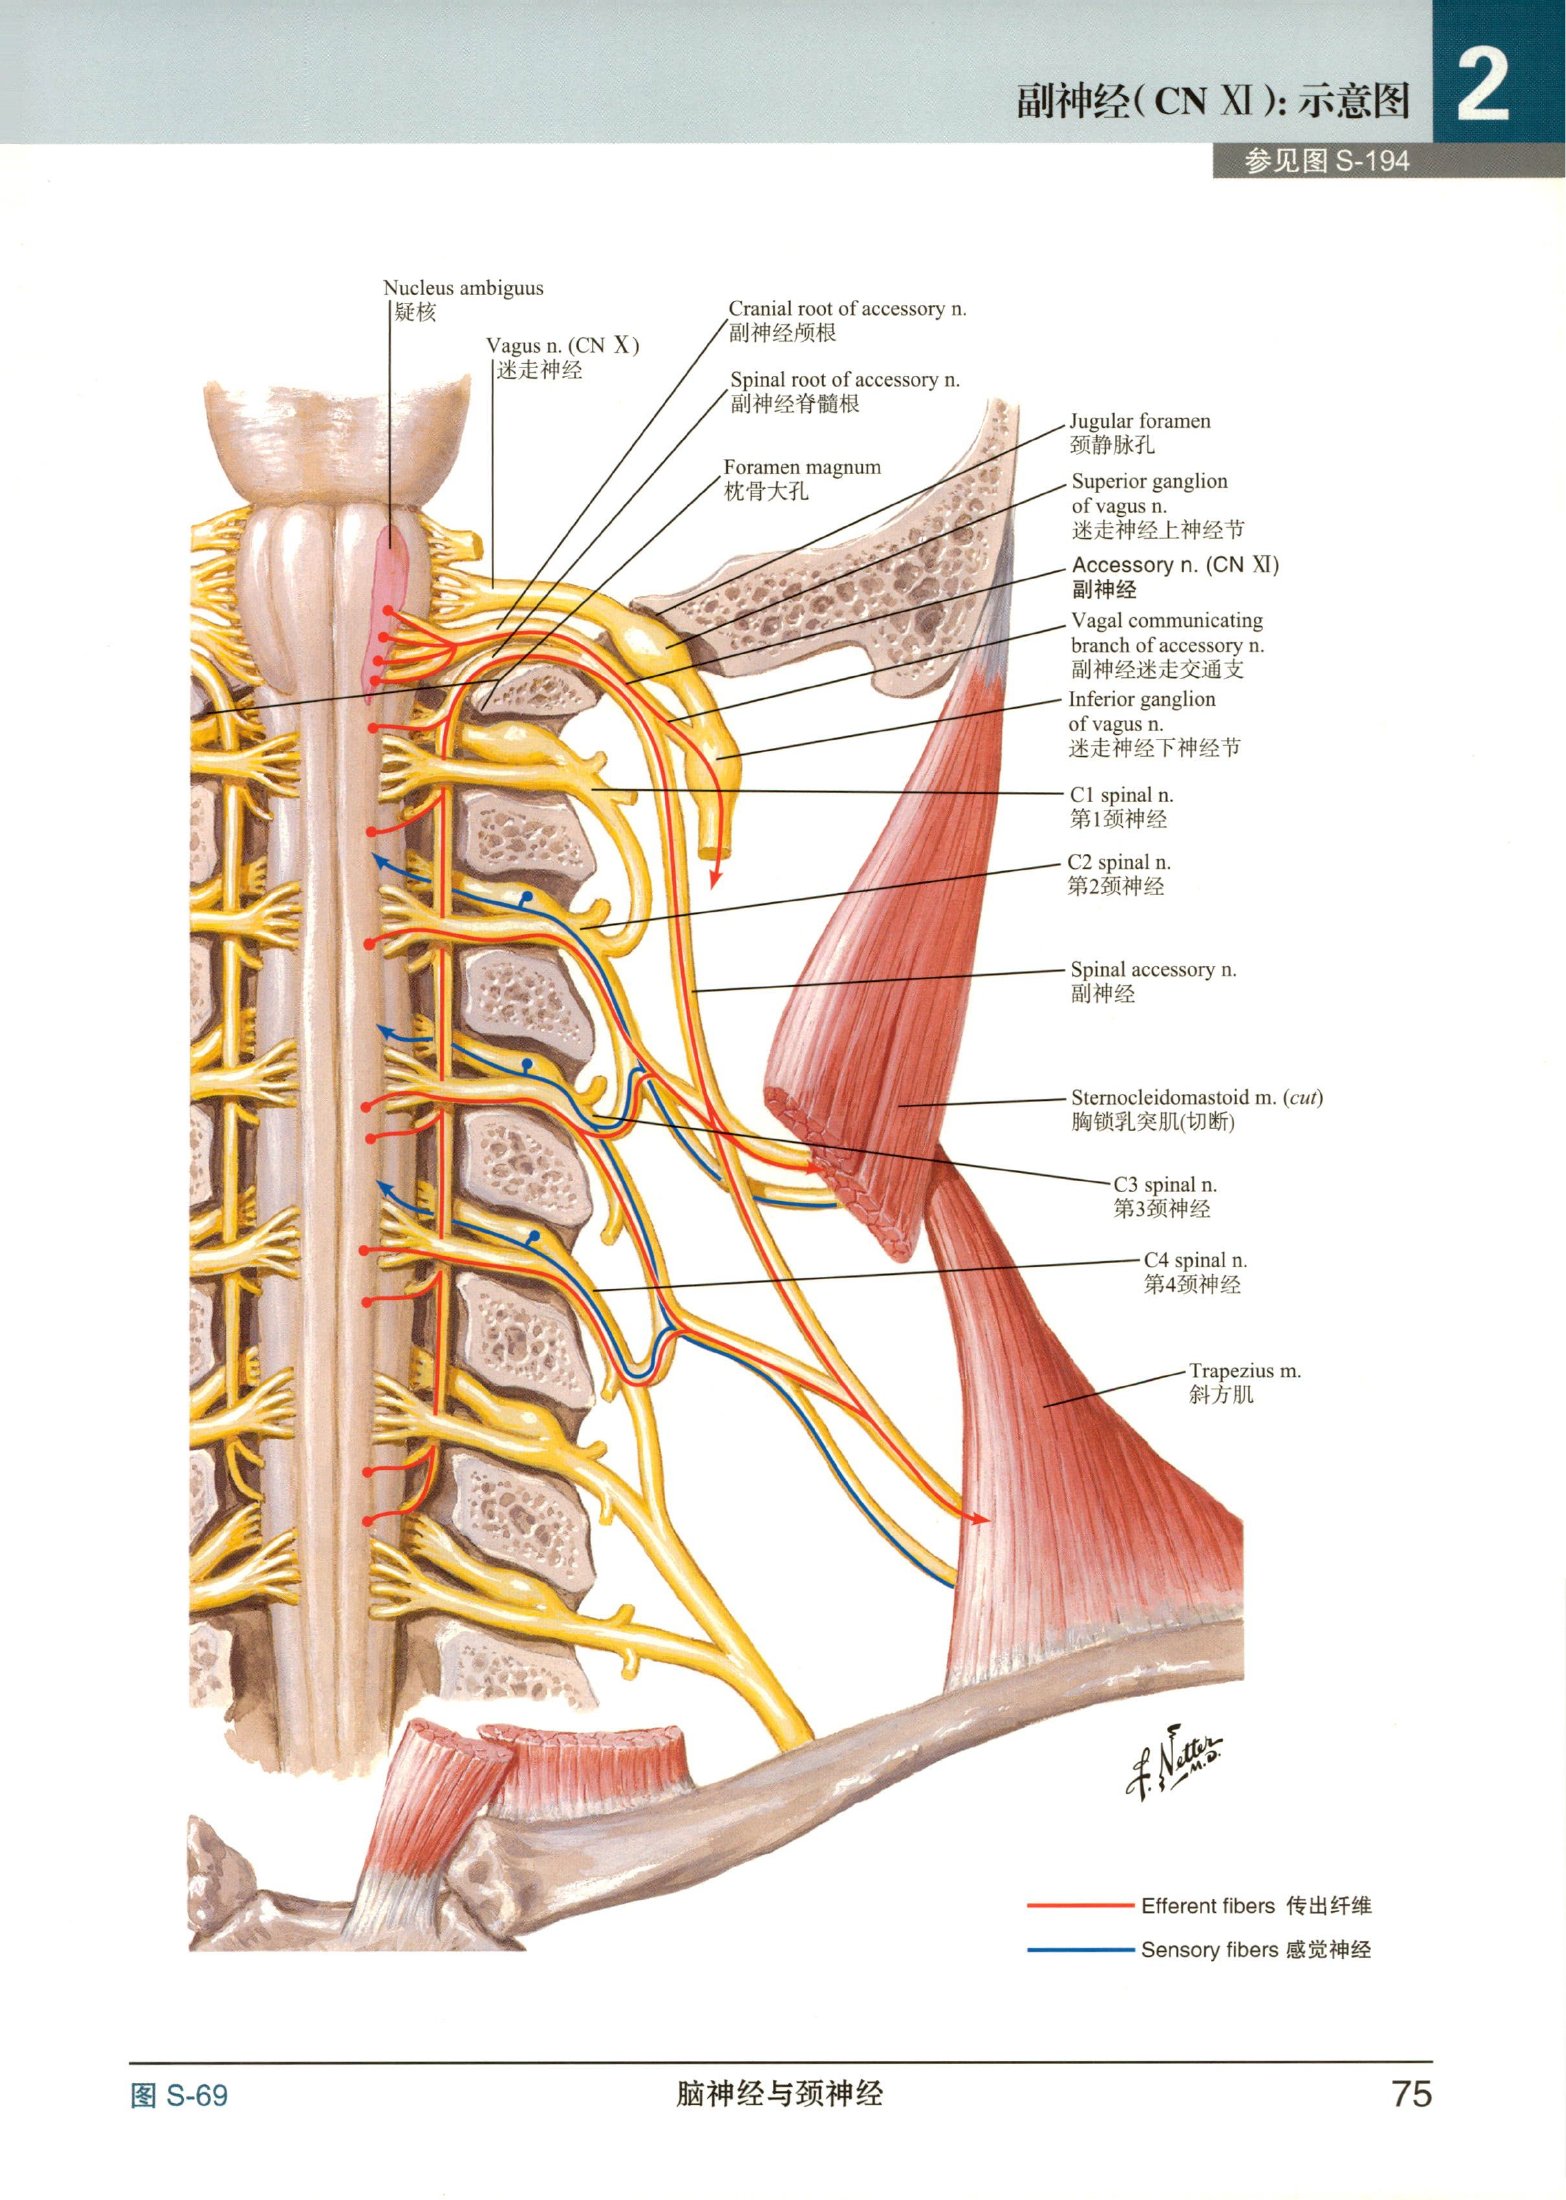 副神经(CN Ⅺ):示意图
2
参见图 S-194
Nucleus ambiguus
疑核
Vagus n. (CN Ⅹ)
迷走神经
Cranial root of accessory n.
副神经颅根
Spinal root of accessory n.
副神经脊髓根
Foramen magnum
枕骨大孔
Jugular foramen
颈静脉孔
Superior ganglion
of vagus n.
迷走神经上神经节
Accessory n. (CN Ⅺ)
副神经
Vagal communicating
branch of accessory n.
副神经迷走交通支
Inferior ganglion
of vagus n.
迷走神经下神经节
C1 spinal n.
第1颈神经
C2 spinal n.
第2颈神经
Spinal accessory n.
副神经
Sternocleidomastoid m. (cut)
胸锁乳突肌(切断)
C3 spinal n.
第3颈神经
C4 spinal n.
第4颈神经
Trapezius m.
斜方肌
F. Netter
M.D.
Efferent fibers 传出纤维
Sensory fibers 感觉神经
图 S-69
脑神经与颈神经
75